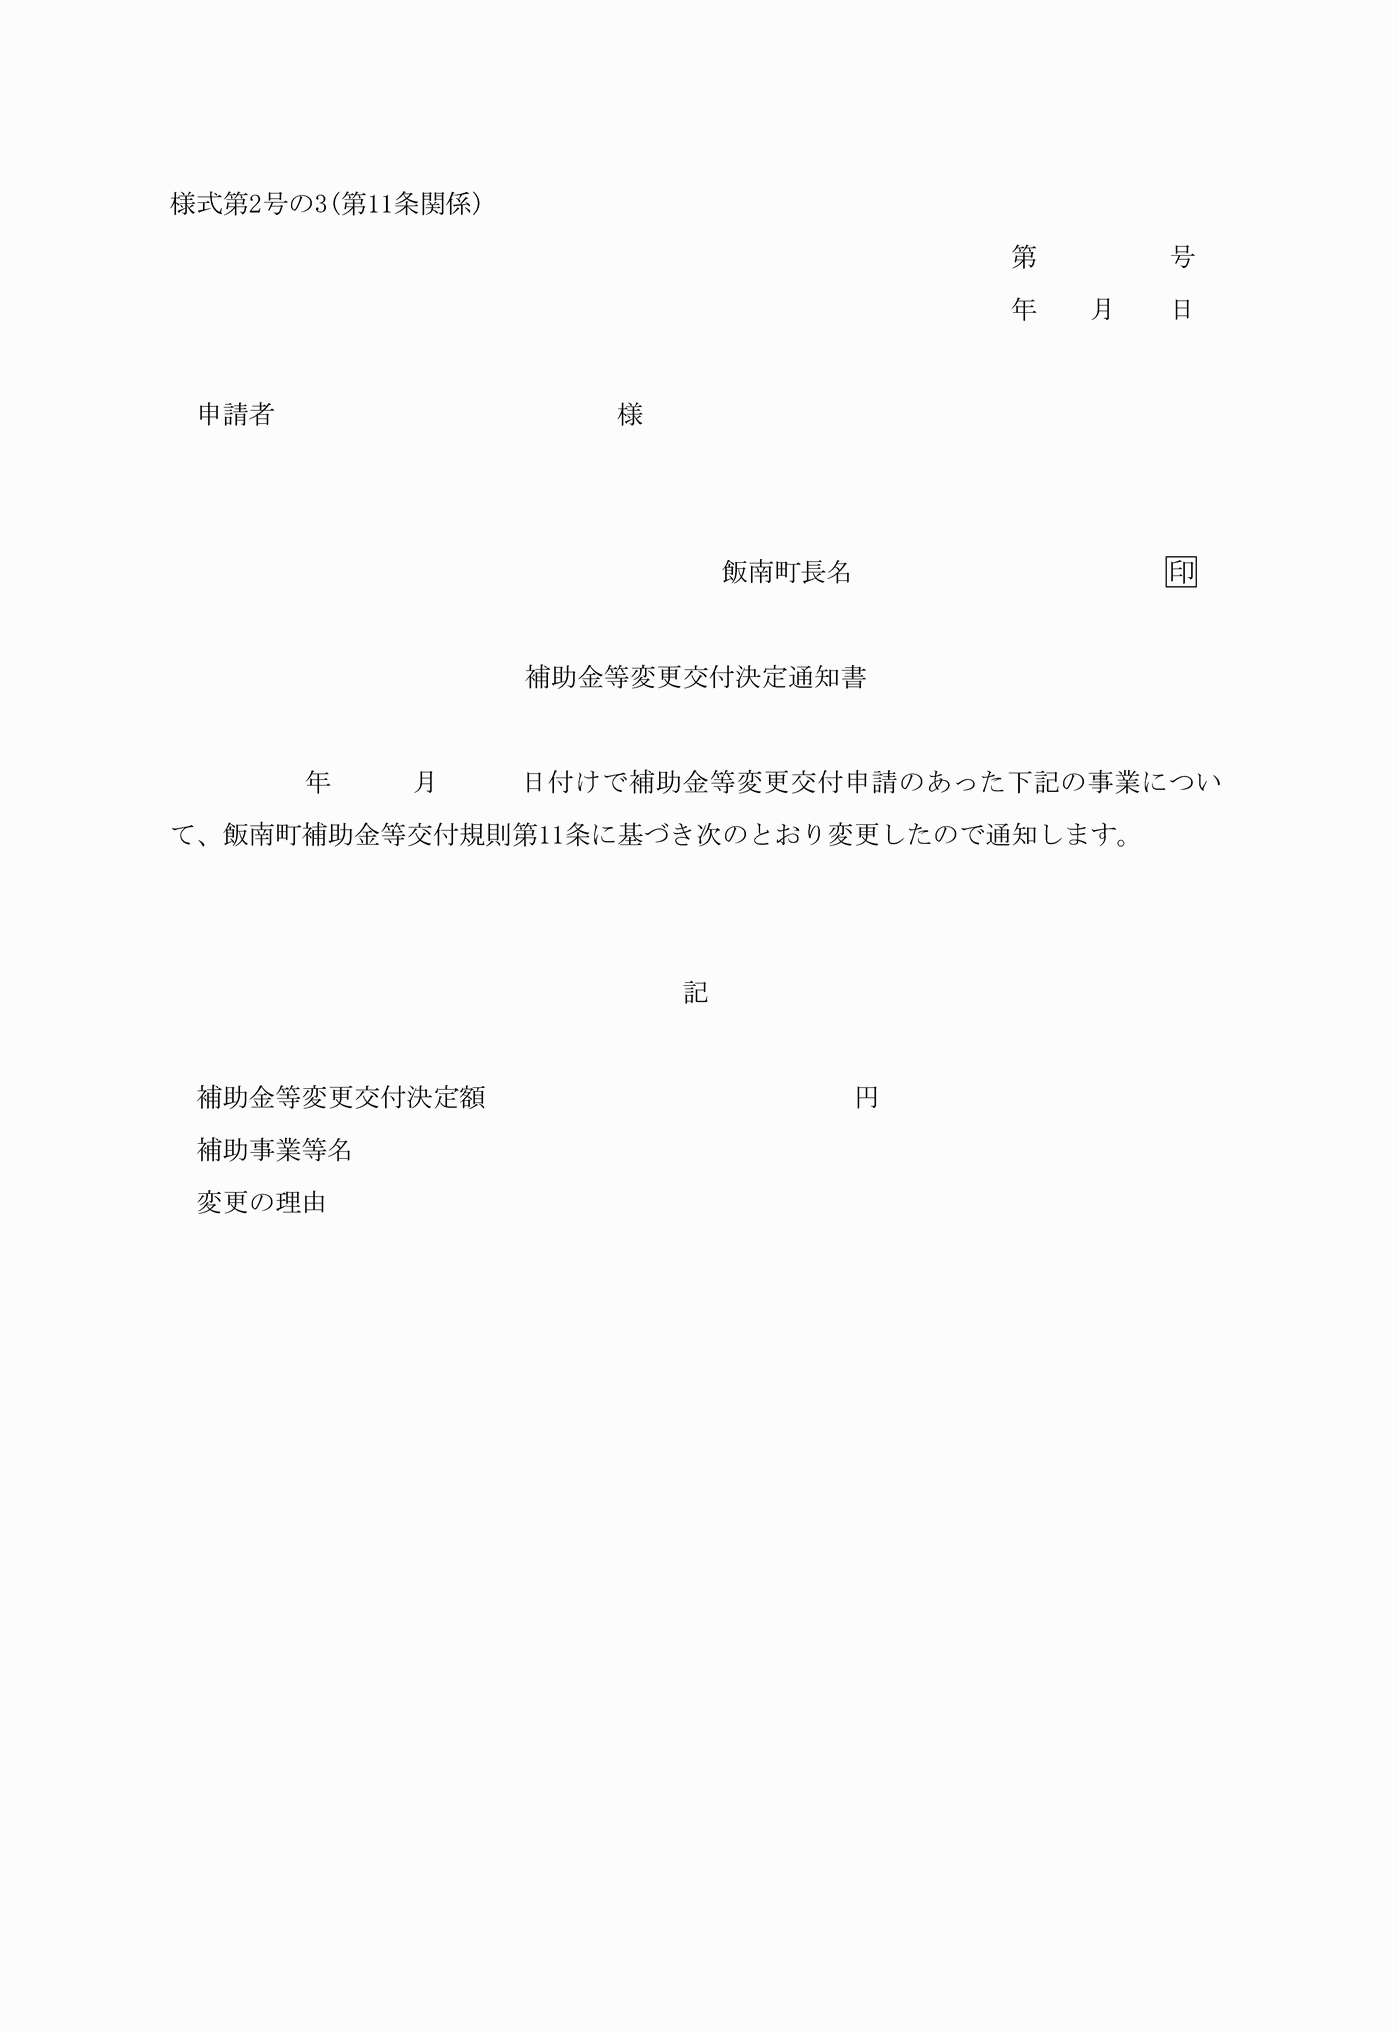 様式第2号の3(第11条関係)
第　　　　　号
年　　月　　日
申請者　　　　　　　　　　　　　様
飯南町長名　　　　　　　　　　　　印
補助金等変更交付決定通知書
年　　　月　　　日付けで補助金等変更交付申請のあった下記の事業につい
て、飯南町補助金等交付規則第11条に基づき次のとおり変更したので通知します。
記
補助金等変更交付決定額　　　　　　　　　　　　　　円
補助事業等名
変更の理由